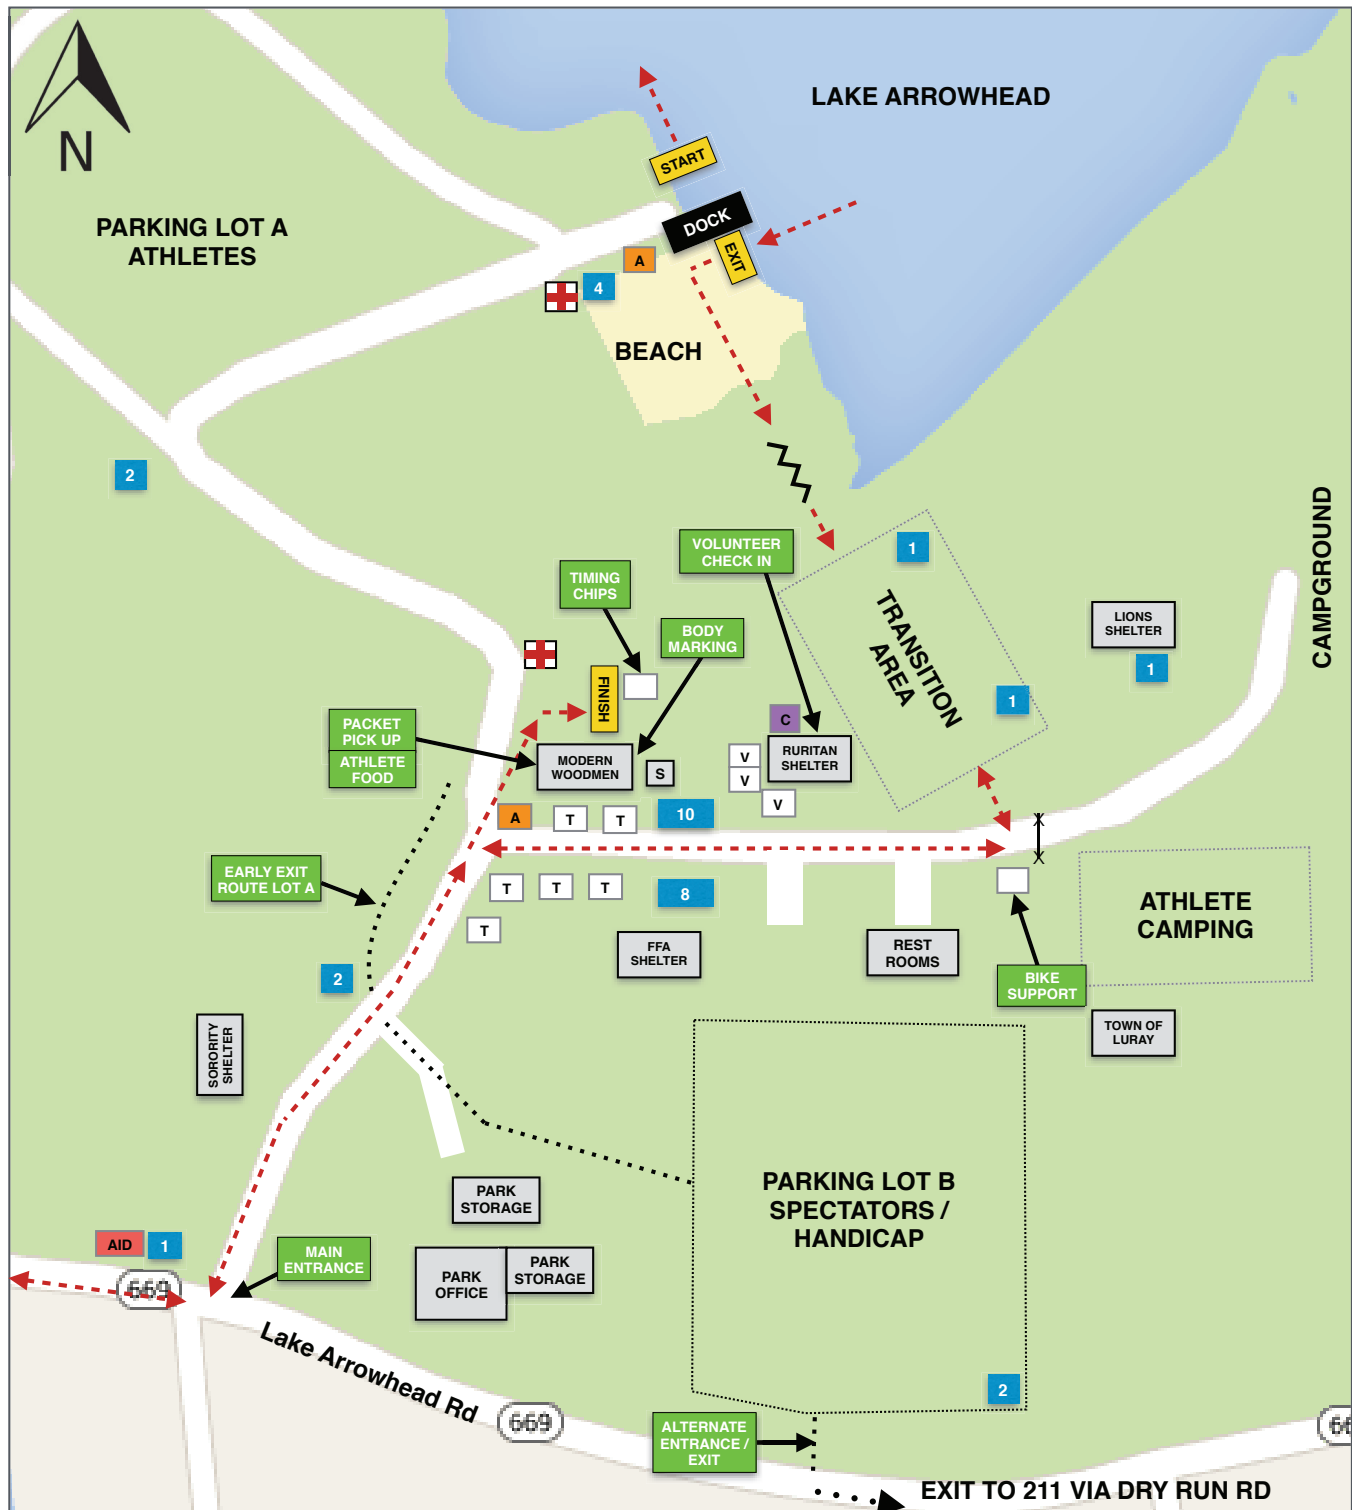 LAKE ARROWHEAD
N
START
DOCK
EXIT
PARKING LOT A
ATHLETES
A
4
BEACH
2
CAMPGROUND
VOLUNTEER
CHECK IN
1
TIMING
CHIPS
BODY
MARKING
TRANSITION
AREA
LIONS
SHELTER
1
1
FINISH
C
PACKET
PICK UP
ATHLETE
FOOD
MODERN
WOODMEN
S
V
V
V
RURITAN
SHELTER
A
T
T
10
X
X
EARLY EXIT
ROUTE LOT A
T
T
T
8
T
ATHLETE
CAMPING
FFA
SHELTER
REST
ROOMS
BIKE
SUPPORT
2
SORORITY
SHELTER
TOWN OF
LURAY
PARKING LOT B
SPECTATORS /
HANDICAP
PARK
STORAGE
AID
1
MAIN
ENTRANCE
PARK
OFFICE
PARK
STORAGE
669
Lake Arrowhead Rd
669
2
ALTERNATE
ENTRANCE /
EXIT
66
EXIT TO 211 VIA DRY RUN RD